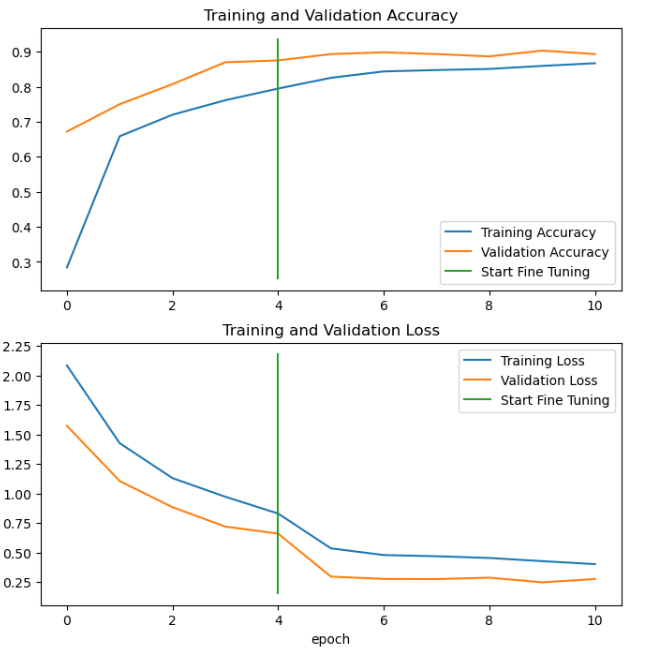 Training and Validation Accuracy
0.9
0.8
0.7
0.6
0.5
0.4
0.3
Training Accuracy
Validation Accuracy
Start Fine Tuning
0 2 4 6 8 10
Training and Validation Loss
2.25
2.00
1.75
1.50
1.25
1.00
0.75
0.50
0.25
Training Loss
Validation Loss
Start Fine Tuning
0 2 4 6 8 10
epoch